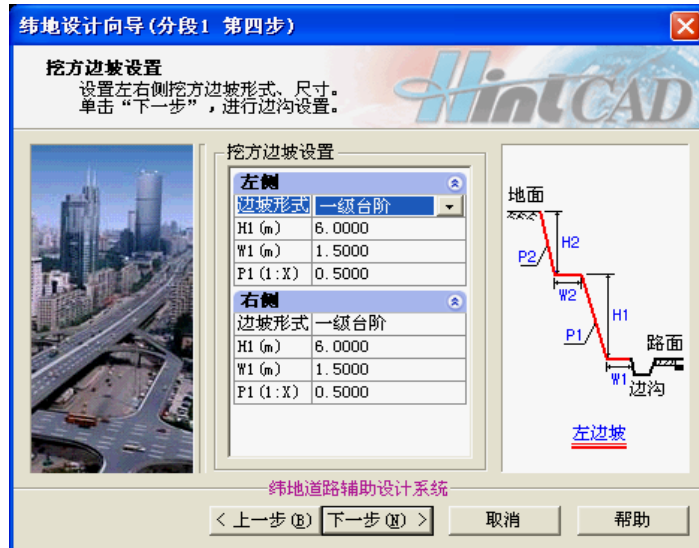 纬地设计向导(分段1 第四步)
挖方边坡设置
设置左右侧挖方边坡形式、尺寸。
单击“下一步”，进行边沟设置。
HintCAD
挖方边坡设置
左侧
边坡形式 一级台阶
H1(m) 6.0000
W1(m) 1.5000
P1(1:X) 0.5000
右侧
边坡形式 一级台阶
H1(m) 6.0000
W1(m) 1.5000
P1(1:X) 0.5000
地面
H2
P2
W2
H1
P1
路面
W1
边沟
左边坡
纬地道路辅助设计系统
< 上一步(B) 下一步(N) > 取消 帮助